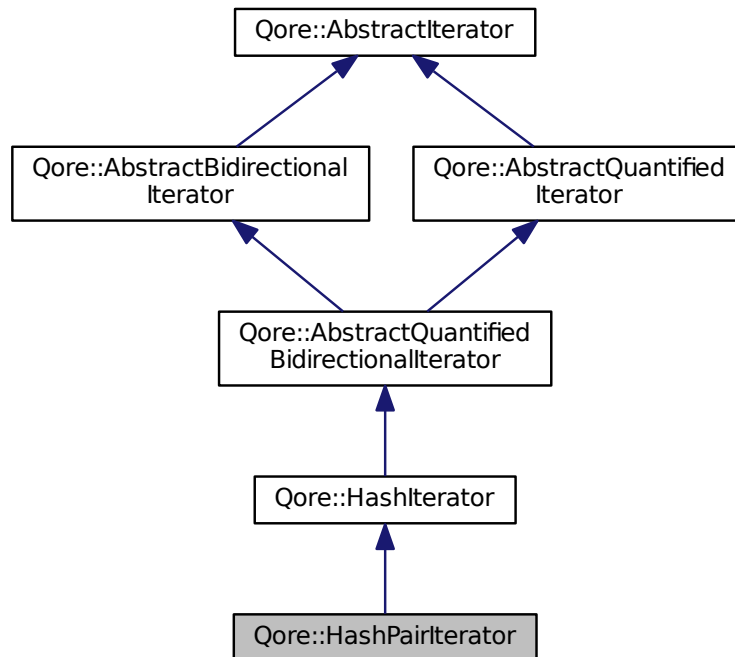 Qore::AbstractIterator
Qore::AbstractBidirectional
Iterator
Qore::AbstractQuantified
Iterator
Qore::AbstractQuantified
BidirectionalIterator
Qore::HashIterator
Qore::HashPairIterator